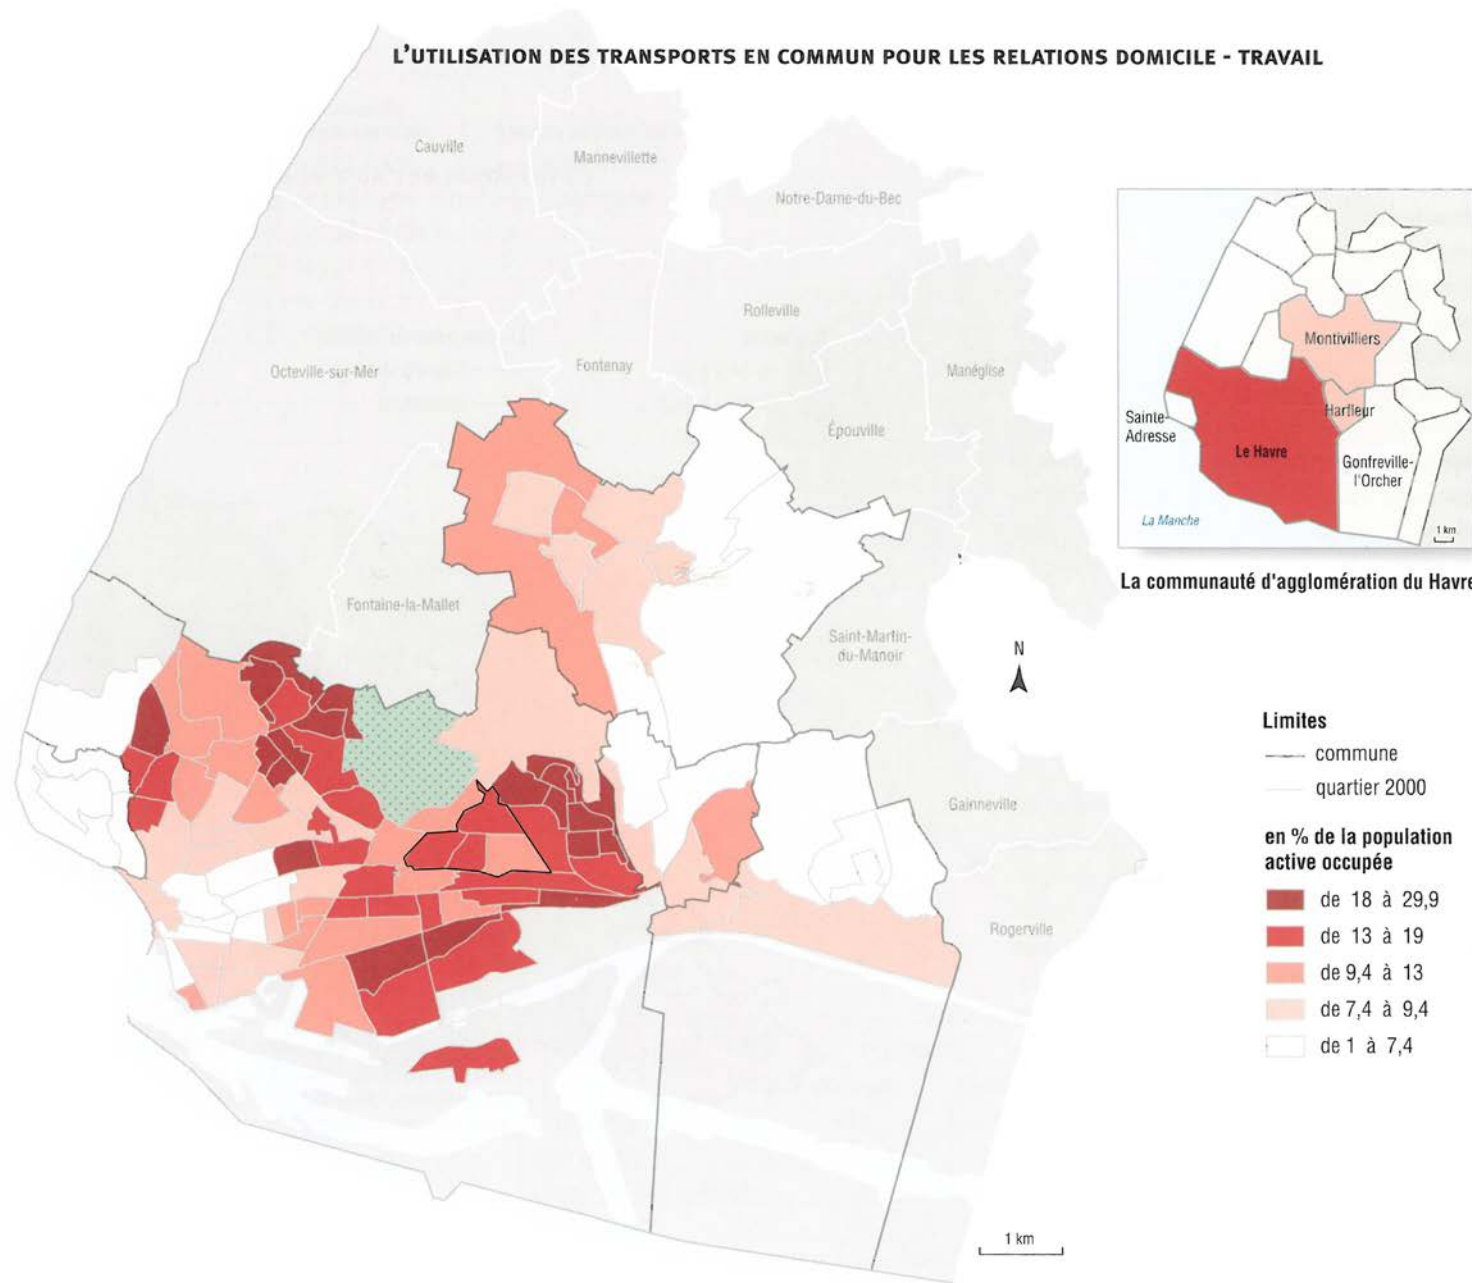 L'UTILISATION DES TRANSPORTS EN COMMUN POUR LES RELATIONS DOMICILE - TRAVAIL
Cauville
Mannevillette
Notre-Dame-du-Bec
Rolleville
Octeville-sur-Mer
Fontenay
Manéglise
Épouville
Fontaine-la-Mallet
Saint-Martin-
du-Manoir
Gainneville
Rogerville
N
1 km
Montivilliers
Harfleur
Sainte-
Adresse
Le Havre
Gonfreville-
l'Orcher
La Manche
1 km
La communauté d'agglomération du Havre
Limites
commune
quartier 2000
en % de la population
active occupée
de 18 à 29,9
de 13 à 19
de 9,4 à 13
de 7,4 à 9,4
de 1 à 7,4